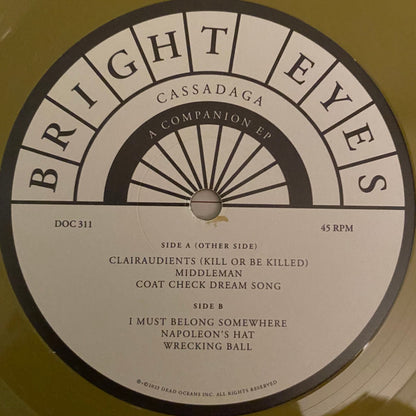 BRIGHT EYES
CASSADAGA
A COMPANION EP
DOC 311
45 RPM
SIDE A (OTHER SIDE)
CLAIRAUDIENTS (KILL OR BE KILLED)
MIDDLEMAN
COAT CHECK DREAM SONG
SIDE B
I MUST BELONG SOMEWHERE
NAPOLEON'S HAT
WRECKING BALL
℗+©2022 DEAD OCEANS INC. ALL RIGHTS RESERVED